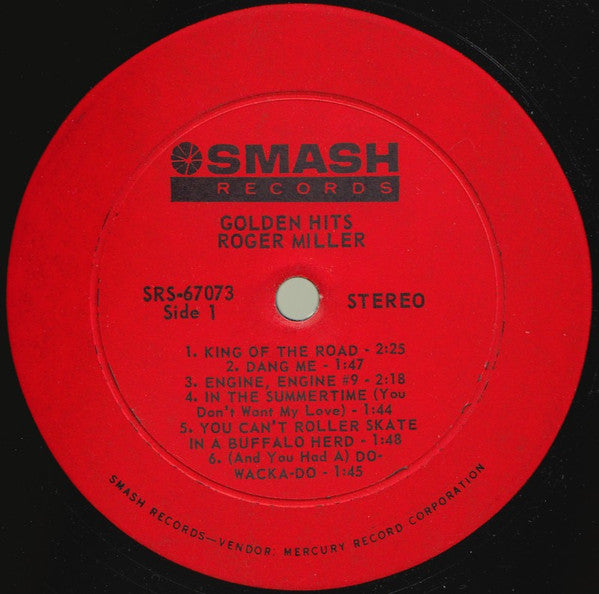 SMASH
RECORDS
GOLDEN HITS
ROGER MILLER
SRS-67073
Side 1
STEREO
1. KING OF THE ROAD - 2:25
2. DANG ME - 1:47
3. ENGINE, ENGINE #9 - 2:18
4. IN THE SUMMERTIME (You
Don't Want My Love) - 1:44
5. YOU CAN'T ROLLER SKATE
IN A BUFFALO HERD - 1:48
6. (And You Had A) DO-
WACKA-DO - 1:45
SMASH RECORDS—VENDOR: MERCURY RECORD CORPORATION